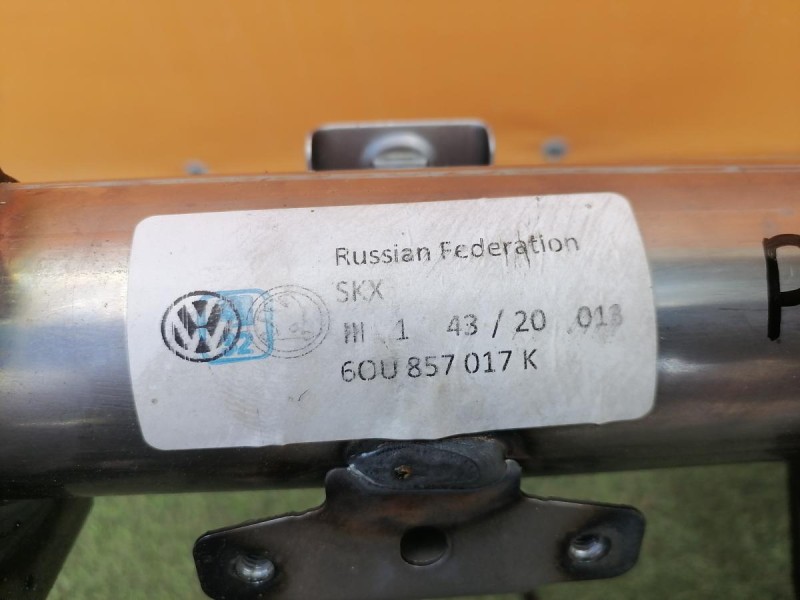 Russian Federation
SKX
1 43 / 20 013
6OU 857 017 K
P